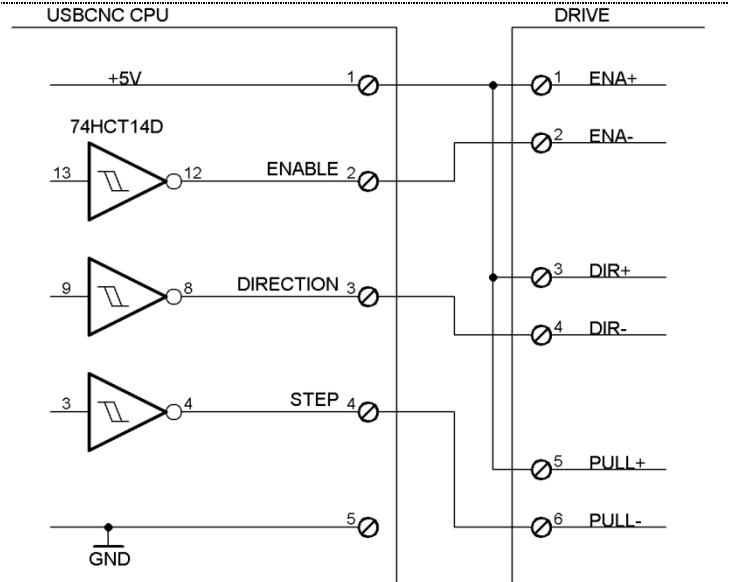 USBCNC CPU DRIVE
+5V 1 1 ENA+
74HCT14D 2 ENA-
13 12 ENABLE 2
9 8 DIRECTION 3 3 DIR+
4 DIR-
3 4 STEP 4
5 PULL+
5 6 PULL-
GND